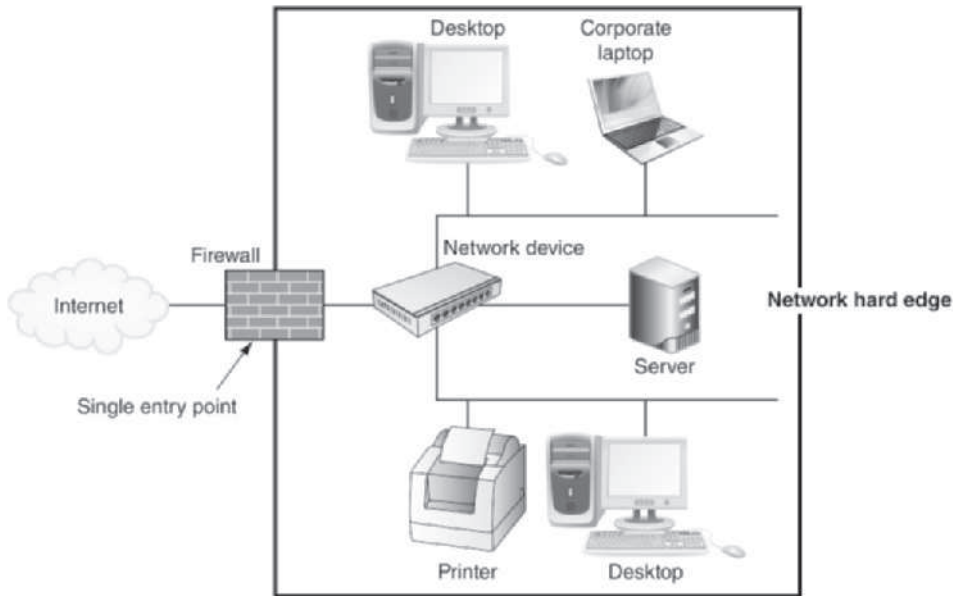 Desktop
Corporate
laptop
Firewall
Network device
Internet
Network hard edge
Server
Single entry point
Printer
Desktop